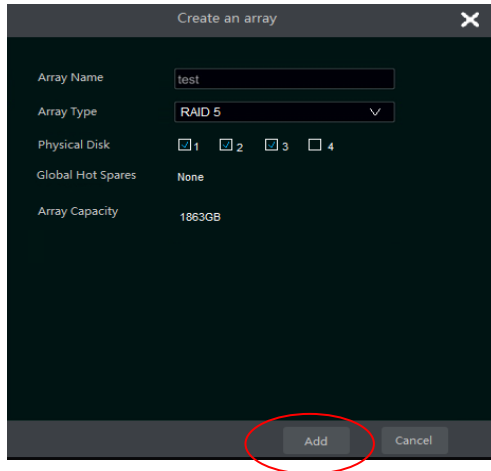 Create an array
Array Name test
Array Type RAID 5
Physical Disk 1 2 3 4
Global Hot Spares None
Array Capacity 1863GB
Add Cancel